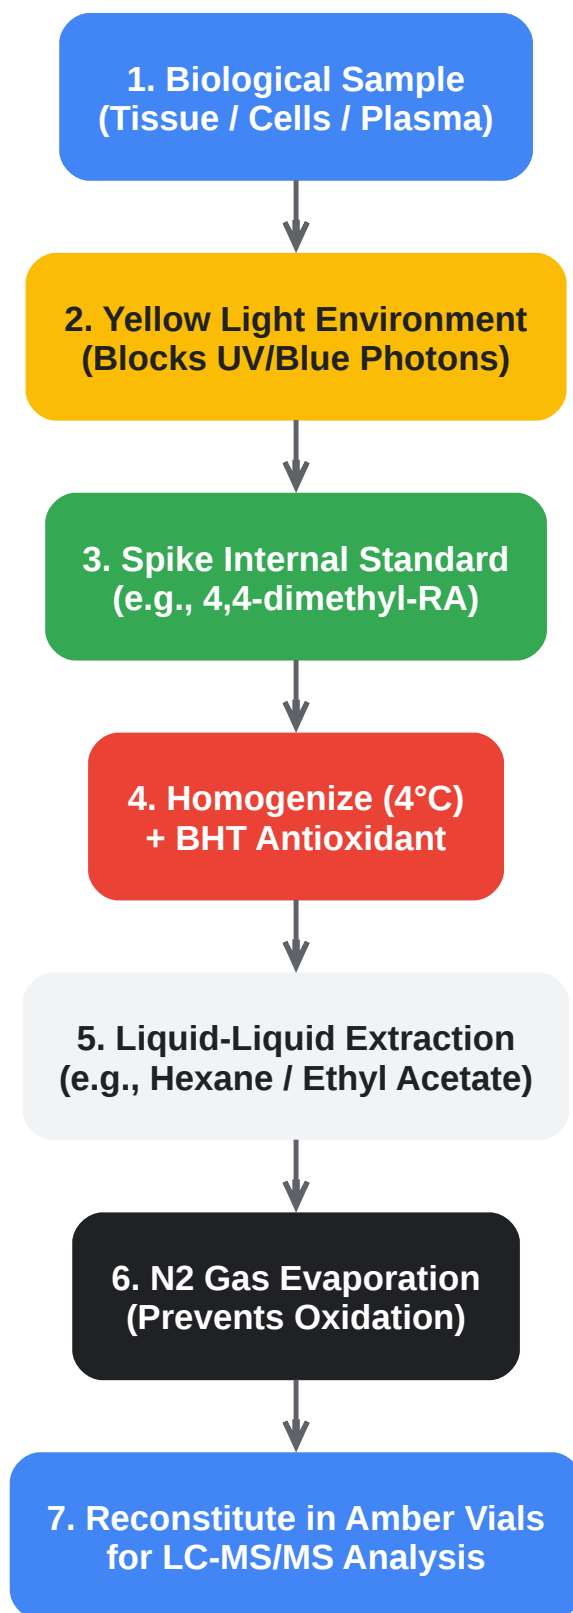 1. Biological Sample
(Tissue / Cells / Plasma)
2. Yellow Light Environment
(Blocks UV/Blue Photons)
3. Spike Internal Standard
(e.g., 4,4-dimethyl-RA)
4. Homogenize (4°C)
+ BHT Antioxidant
5. Liquid-Liquid Extraction
(e.g., Hexane / Ethyl Acetate)
6. N2 Gas Evaporation
(Prevents Oxidation)
7. Reconstitute in Amber Vials
for LC-MS/MS Analysis